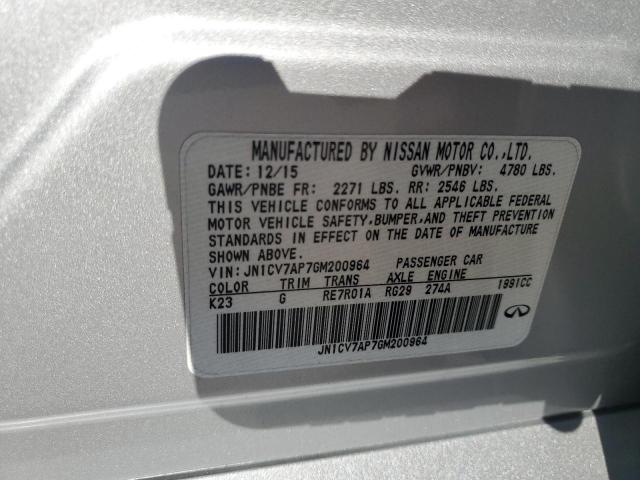 MANUFACTURED BY NISSAN MOTOR CO.,LTD.
DATE: 12/15 GVWR/PNBV: 4780 LBS.
GAWR/PNBE FR: 2271 LBS. RR: 2546 LBS.
THIS VEHICLE CONFORMS TO ALL APPLICABLE FEDERAL
MOTOR VEHICLE SAFETY,BUMPER,AND THEFT PREVENTION
STANDARDS IN EFFECT ON THE DATE OF MANUFACTURE
SHOWN ABOVE.
VIN: JN1CV7AP7GM200964 PASSENGER CAR
COLOR TRIM TRANS AXLE ENGINE
K23 G RE7R01A RG29 274A 1991CC
JN1CV7AP7GM200964